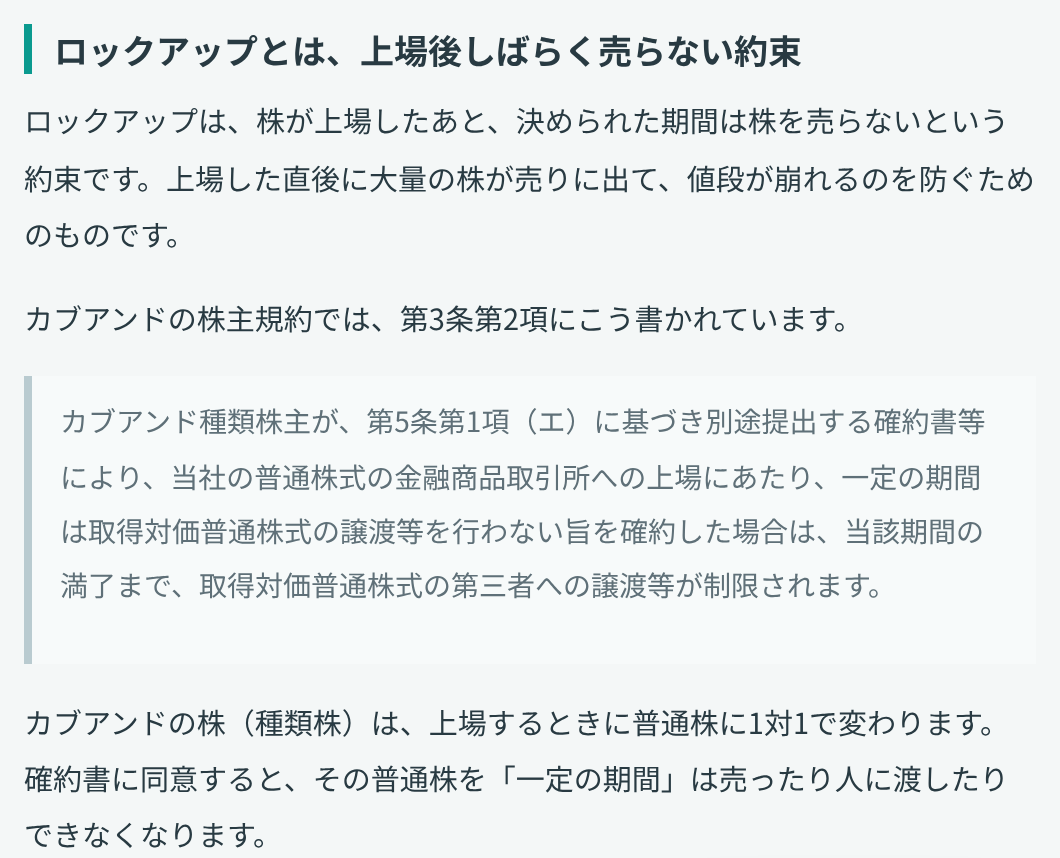 ロックアップとは、上場後しばらく売らない約束
ロックアップは、株が上場したあと、決められた期間は株を売らないという
約束です。上場した直後に大量の株が売りに出て、値段が崩れるのを防ぐため
のものです。
カブアンドの株主規約では、第3条第2項にこう書かれています。
カブアンド種類株主が、第5条第1項（エ）に基づき別途提出する確約書等
により、当社の普通株式の金融商品取引所への上場にあたり、一定の期間
は取得対価普通株式の譲渡等を行わない旨を確約した場合は、当該期間の
満了まで、取得対価普通株式の第三者への譲渡等が制限されます。
カブアンドの株（種類株）は、上場するときに普通株に1対1で変わります。
確約書に同意すると、その普通株を「一定の期間」は売ったり人に渡したり
できなくなります。